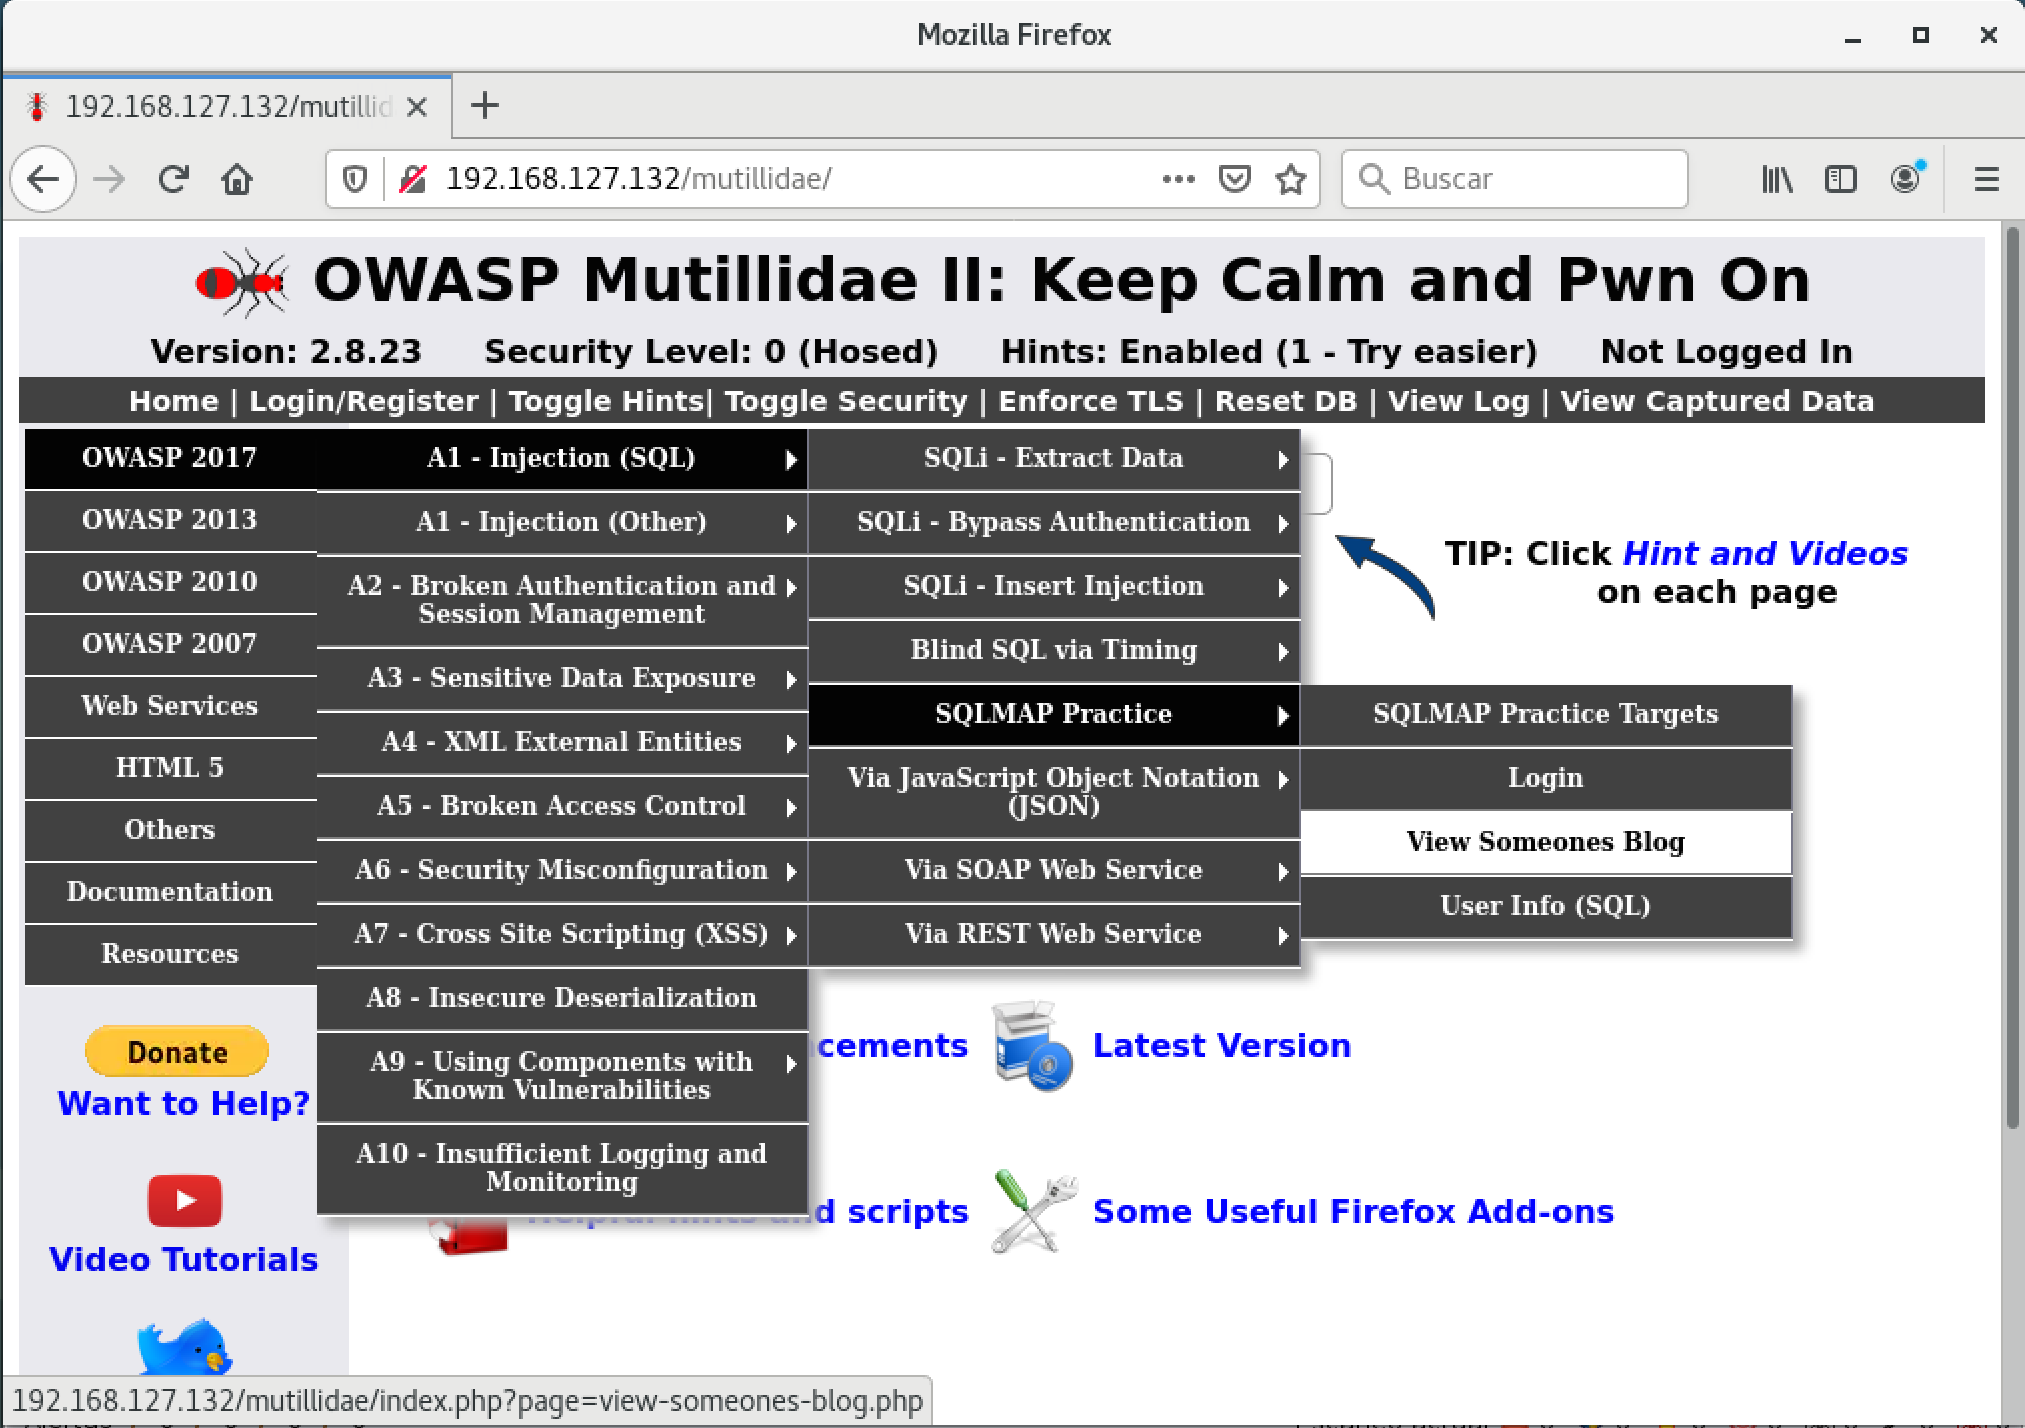 Mozilla Firefox
192.168.127.132/mutillid
192.168.127.132/mutillidae/
Buscar
OWASP Mutillidae II: Keep Calm and Pwn On
Version: 2.8.23 Security Level: 0 (Hosed) Hints: Enabled (1 - Try easier) Not Logged In
Home | Login/Register | Toggle Hints| Toggle Security | Enforce TLS | Reset DB | View Log | View Captured Data
OWASP 2017
OWASP 2013
OWASP 2010
OWASP 2007
Web Services
HTML 5
Others
Documentation
Resources
A1 - Injection (SQL)
A1 - Injection (Other)
A2 - Broken Authentication and
Session Management
A3 - Sensitive Data Exposure
A4 - XML External Entities
A5 - Broken Access Control
A6 - Security Misconfiguration
A7 - Cross Site Scripting (XSS)
A8 - Insecure Deserialization
A9 - Using Components with
Known Vulnerabilities
A10 - Insufficient Logging and
Monitoring
SQLi - Extract Data
SQLi - Bypass Authentication
SQLi - Insert Injection
Blind SQL via Timing
SQLMAP Practice
Via JavaScript Object Notation
(JSON)
Via SOAP Web Service
Via REST Web Service
SQLMAP Practice Targets
Login
View Someones Blog
User Info (SQL)
TIP: Click Hint and Videos
on each page
Donate
Want to Help?
Video Tutorials
cements
Latest Version
scripts
Some Useful Firefox Add-ons
192.168.127.132/mutillidae/index.php?page=view-someones-blog.php